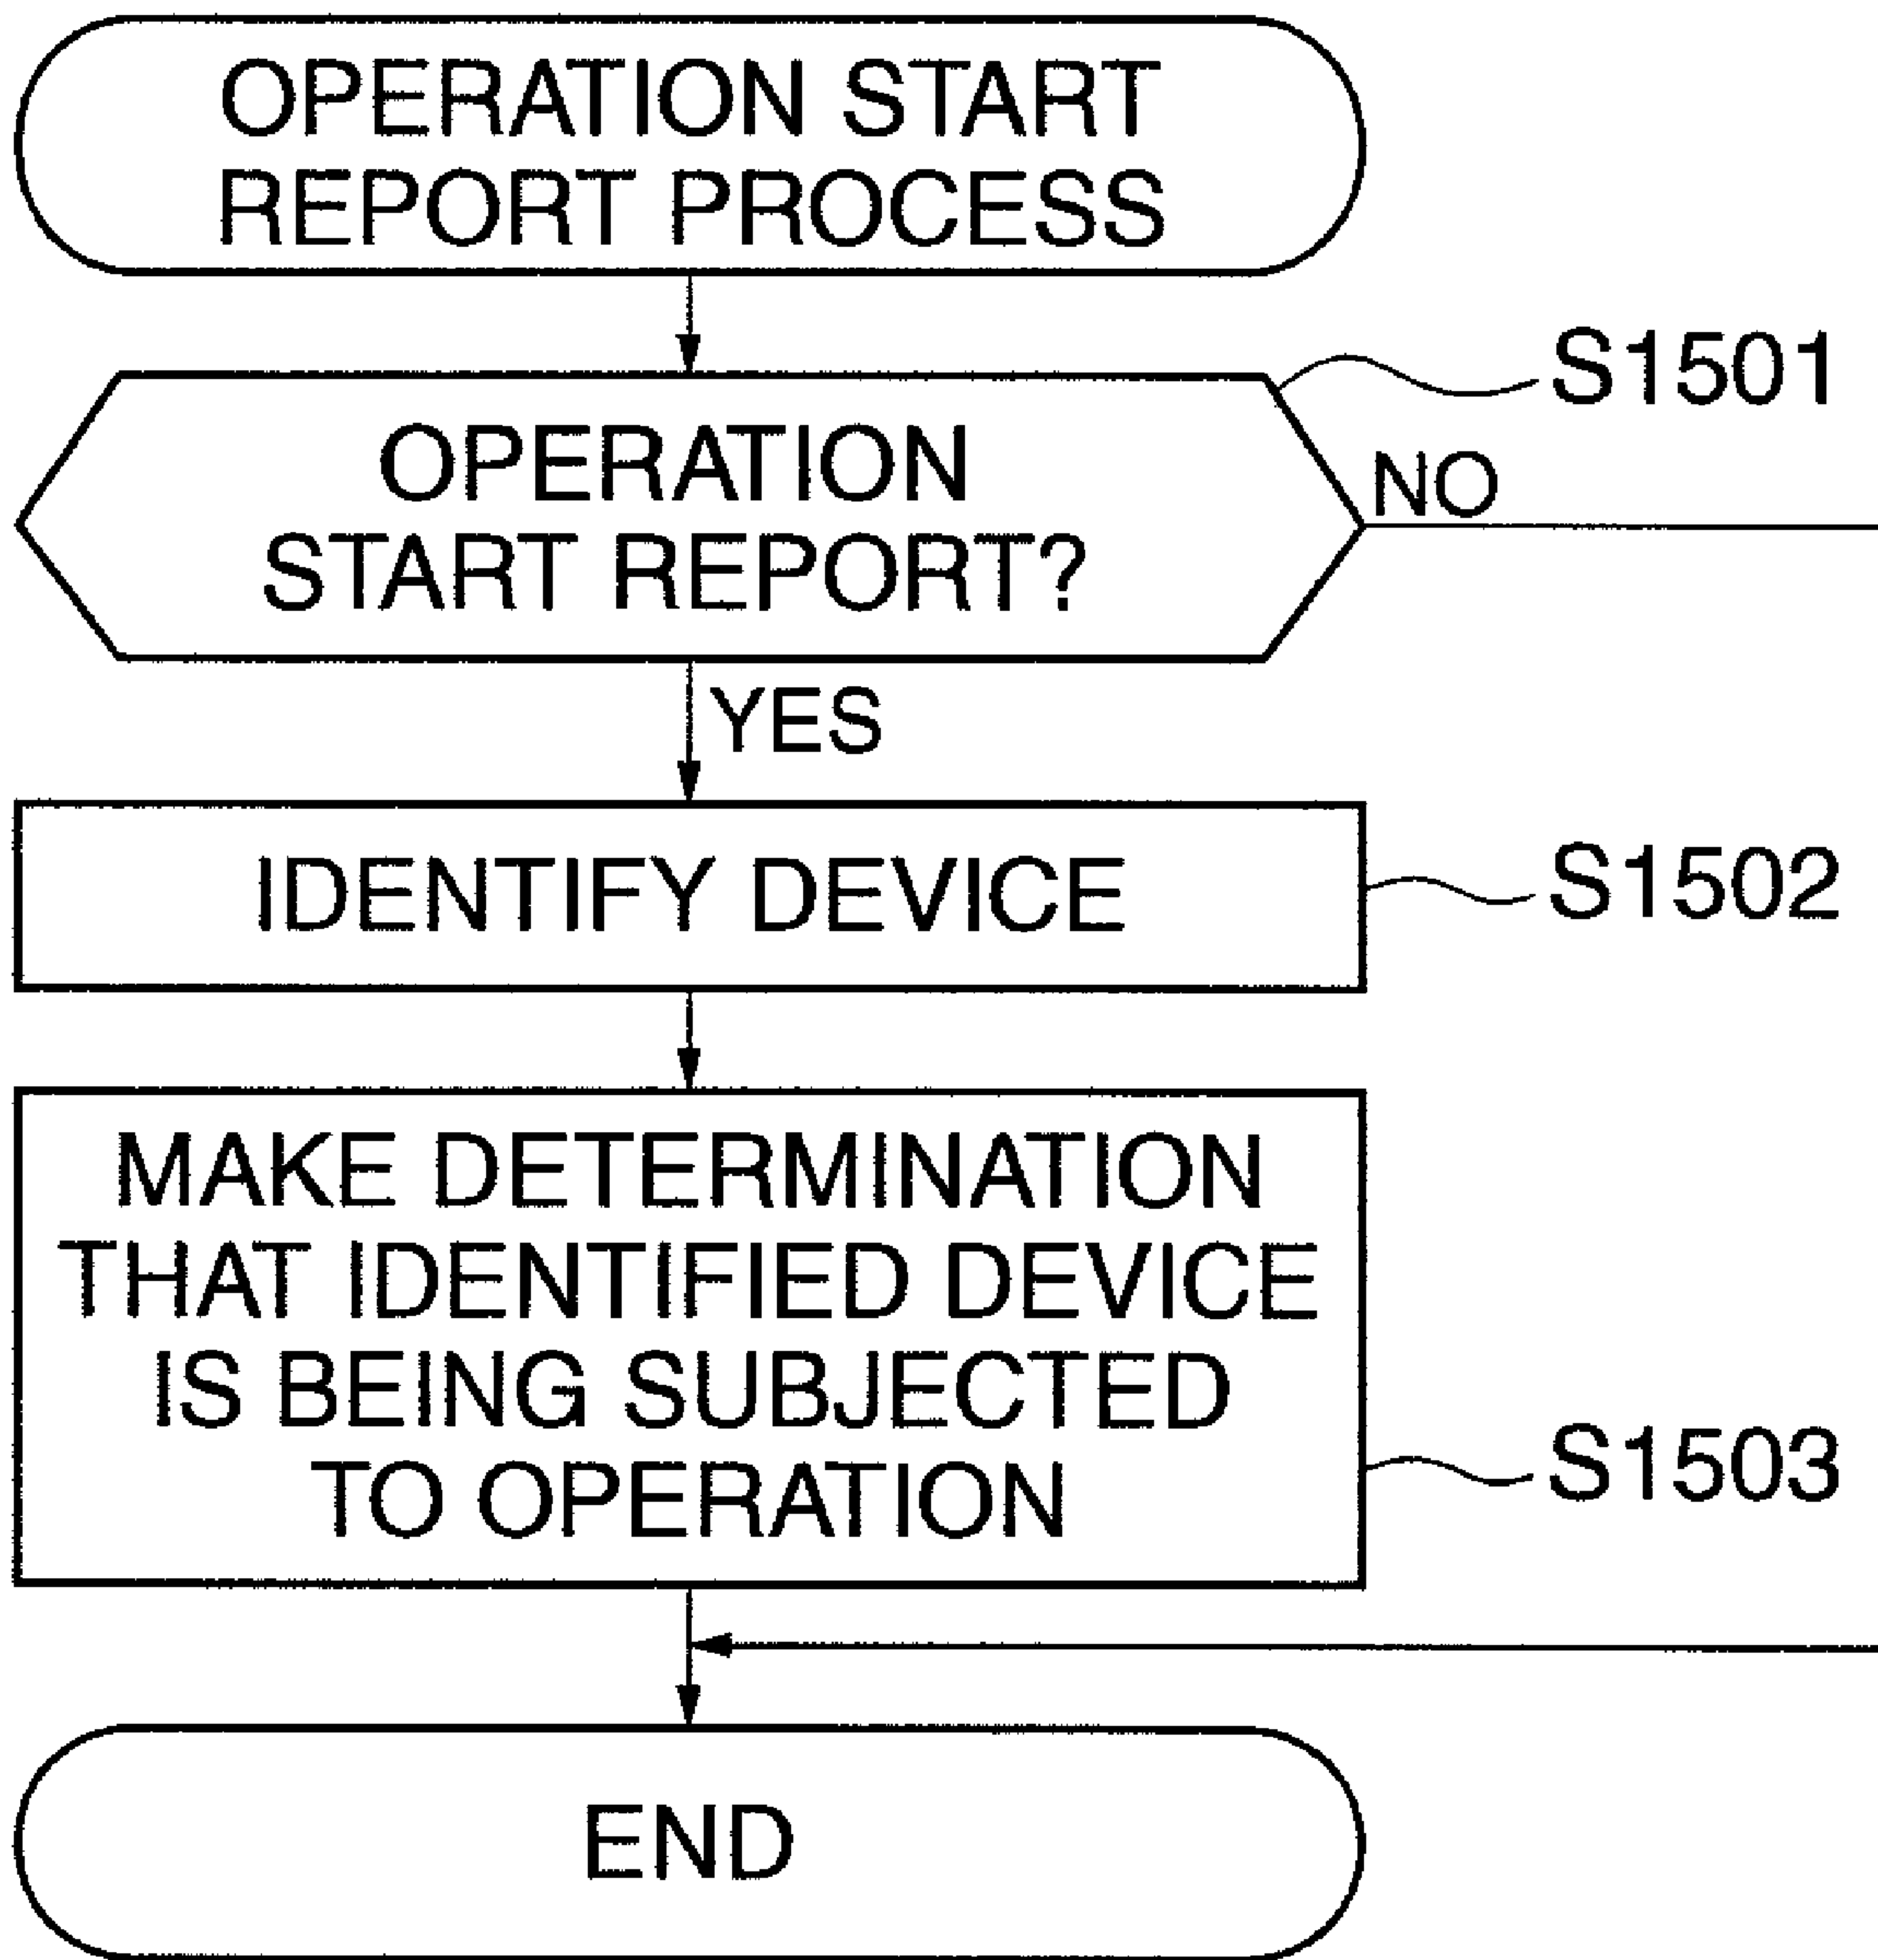 OPERATION START
REPORT PROCESS
S1501
OPERATION
START REPORT?
NO
YES
IDENTIFY DEVICE
S1502
MAKE DETERMINATION
THAT IDENTIFIED DEVICE
IS BEING SUBJECTED
TO OPERATION
S1503
END